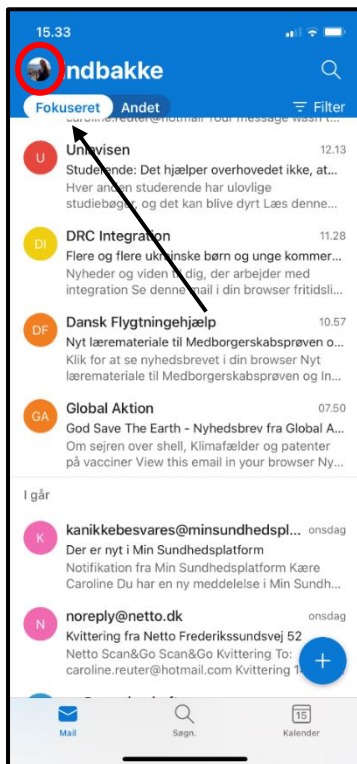 15.33
Indbakke
Fokuseret Andet Filter
caroline.reuter@hotmail Your message wasn't...
U Uniavisen 12.13
Studerende: Det hjælper overhovedet ikke, at...
Hver anden studerende har ulovlige
studiebøger, og det kan blive dyrt Læs denne...
DI DRC Integration 11.28
Flere og flere ukrainske børn og unge kommer...
Nyheder og viden til dig, der arbejder med
integration Se denne mail i din browser fritidsli...
DF Dansk Flygtningehjælp 10.57
Nyt læremateriale til Medborgerskabsprøven o...
Klik for at se nyhedsbrevet i din browser Nyt
læremateriale til Medborgerskabsprøven og In...
GA Global Aktion 07.50
God Save The Earth - Nyhedsbrev fra Global A...
Om sejren over shell, Klimafælder og patenter
på vacciner View this email in your browser Ny...
I går
K kanikkebesvares@minsundhedspl... onsdag
Der er nyt i Min Sundhedsplatform
Notifikation fra Min Sundhedsplatform Kære
Caroline Du har en ny meddelelse i Min Sundh...
N noreply@netto.dk onsdag
Kvittering fra Netto Frederikssundsvej 52
Netto Scan&Go Scan&Go Kvittering To:
caroline.reuter@hotmail.com Kvittering
15
Mail Søgn. Kalender